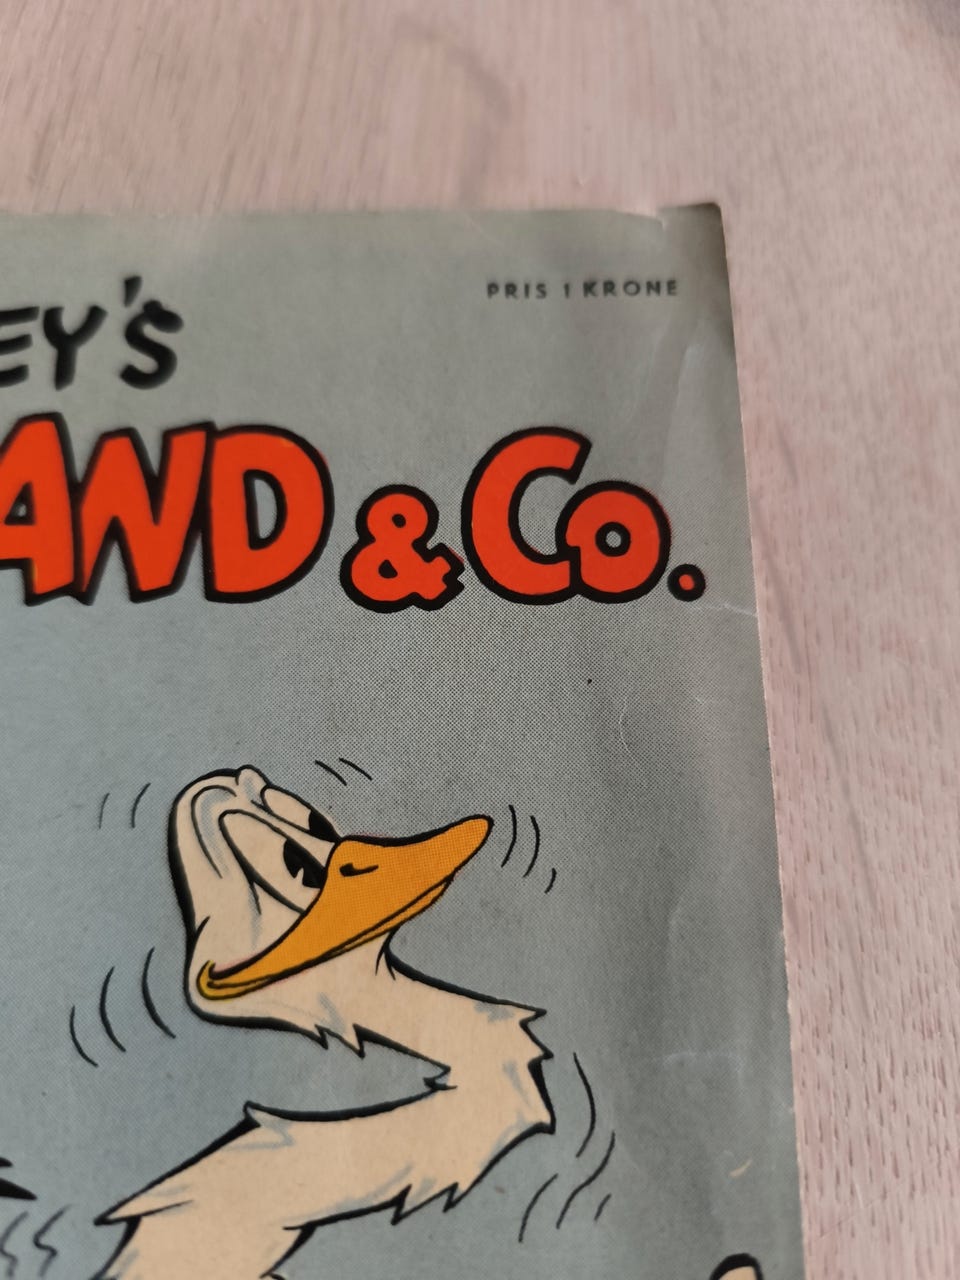 PRIS 1 KRONE
EY'S
AND & Co.